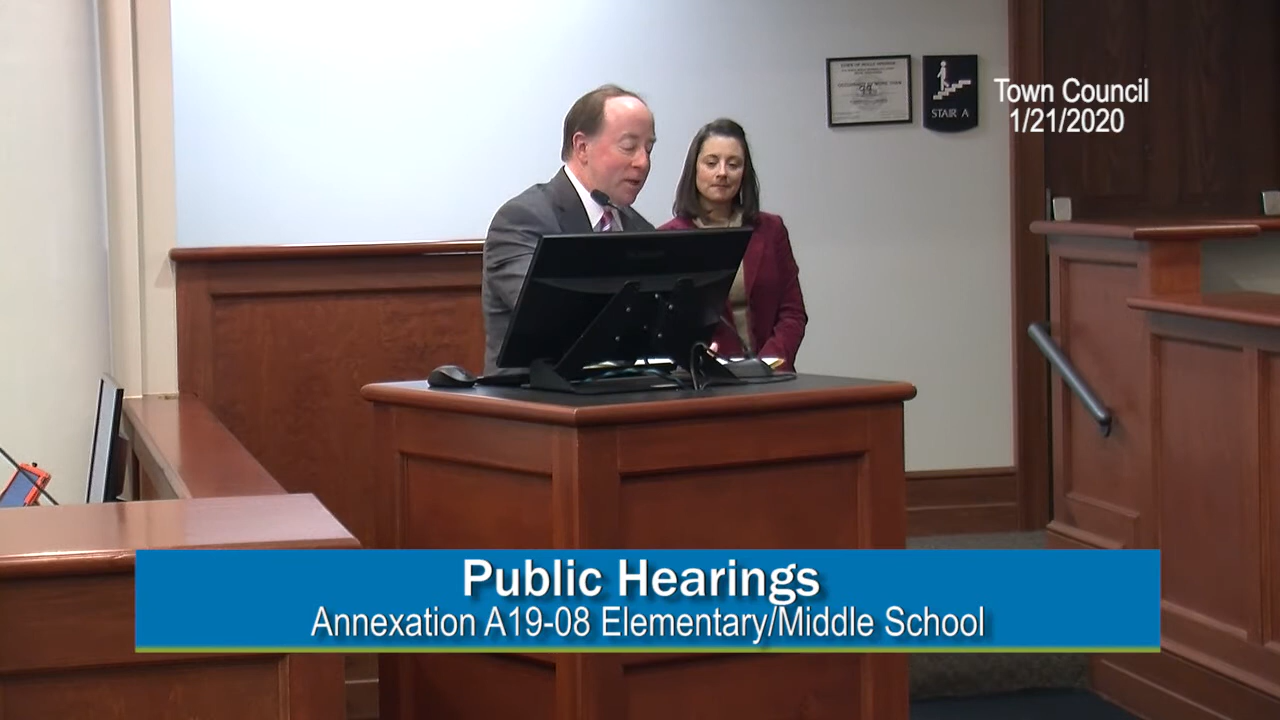 Town Council
1/21/2020
STAIR A
Public Hearings
Annexation A19-08 Elementary/Middle School